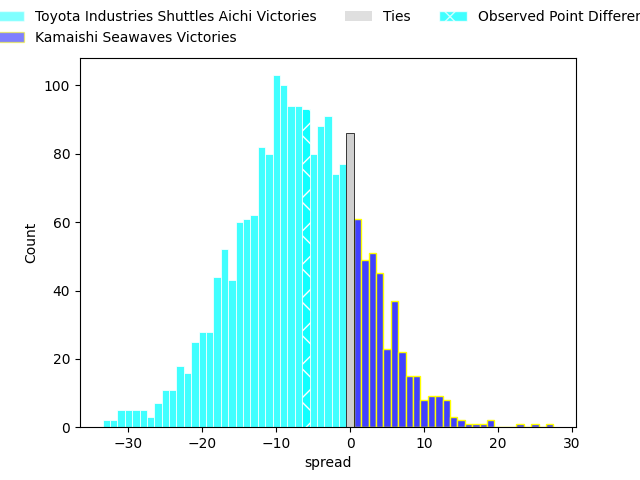 Toyota Industries Shuttles Aichi Victories
Ties
Observed Point Differen
Kamaishi Seawaves Victories
100
80
60
40
20
0
Count
−30 −20 −10 0 10 20 30
spread